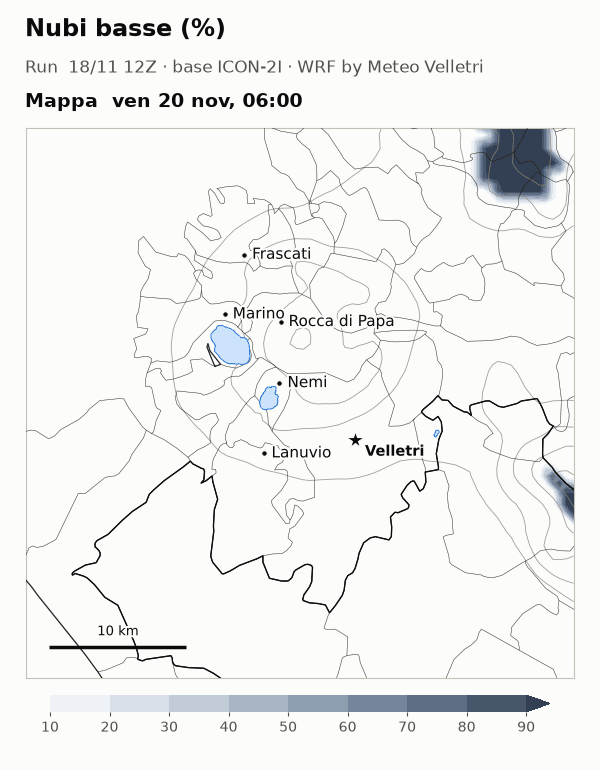 Nubi basse (%)
Run  18/11 12Z · base ICON-2I · WRF by Meteo Velletri
Mappa  ven 20 nov, 06:00
Frascati
Marino
Rocca di Papa
Nemi
Velletri
Lanuvio
10 km
10 20 30 40 50 60 70 80 90